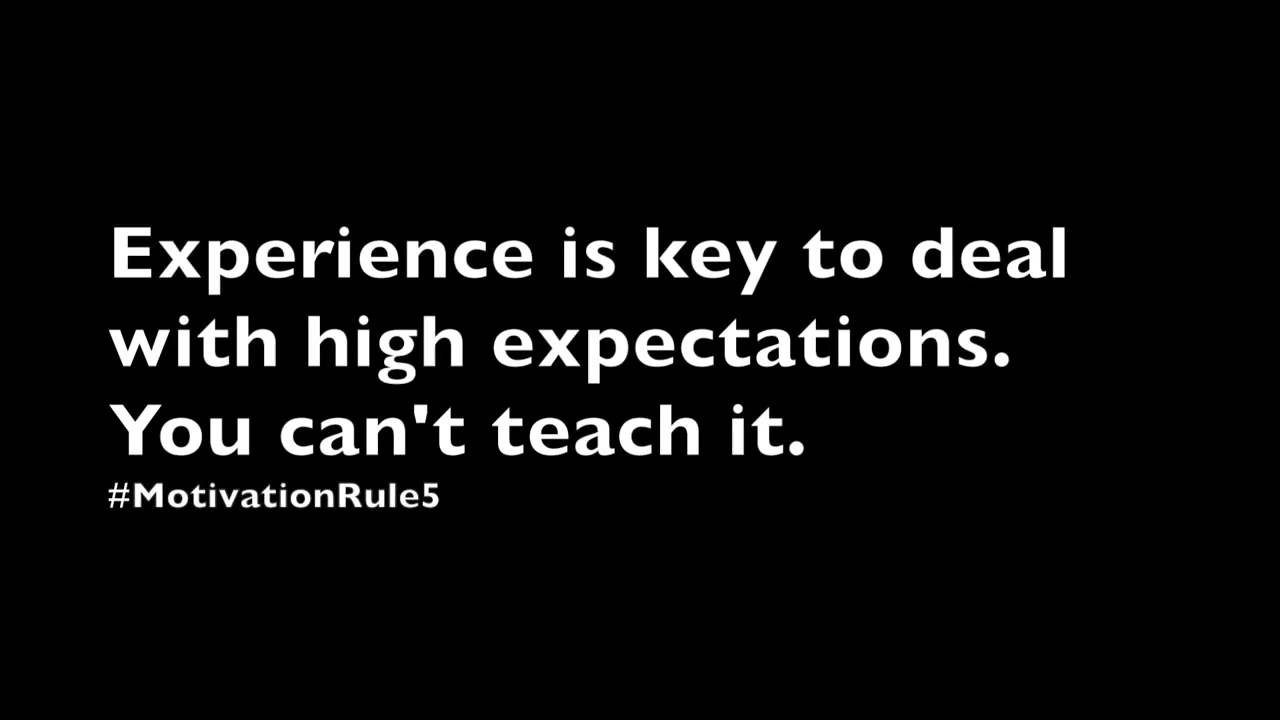 Experience is key to deal
with high expectations.
You can't teach it.
#MotivationRule5